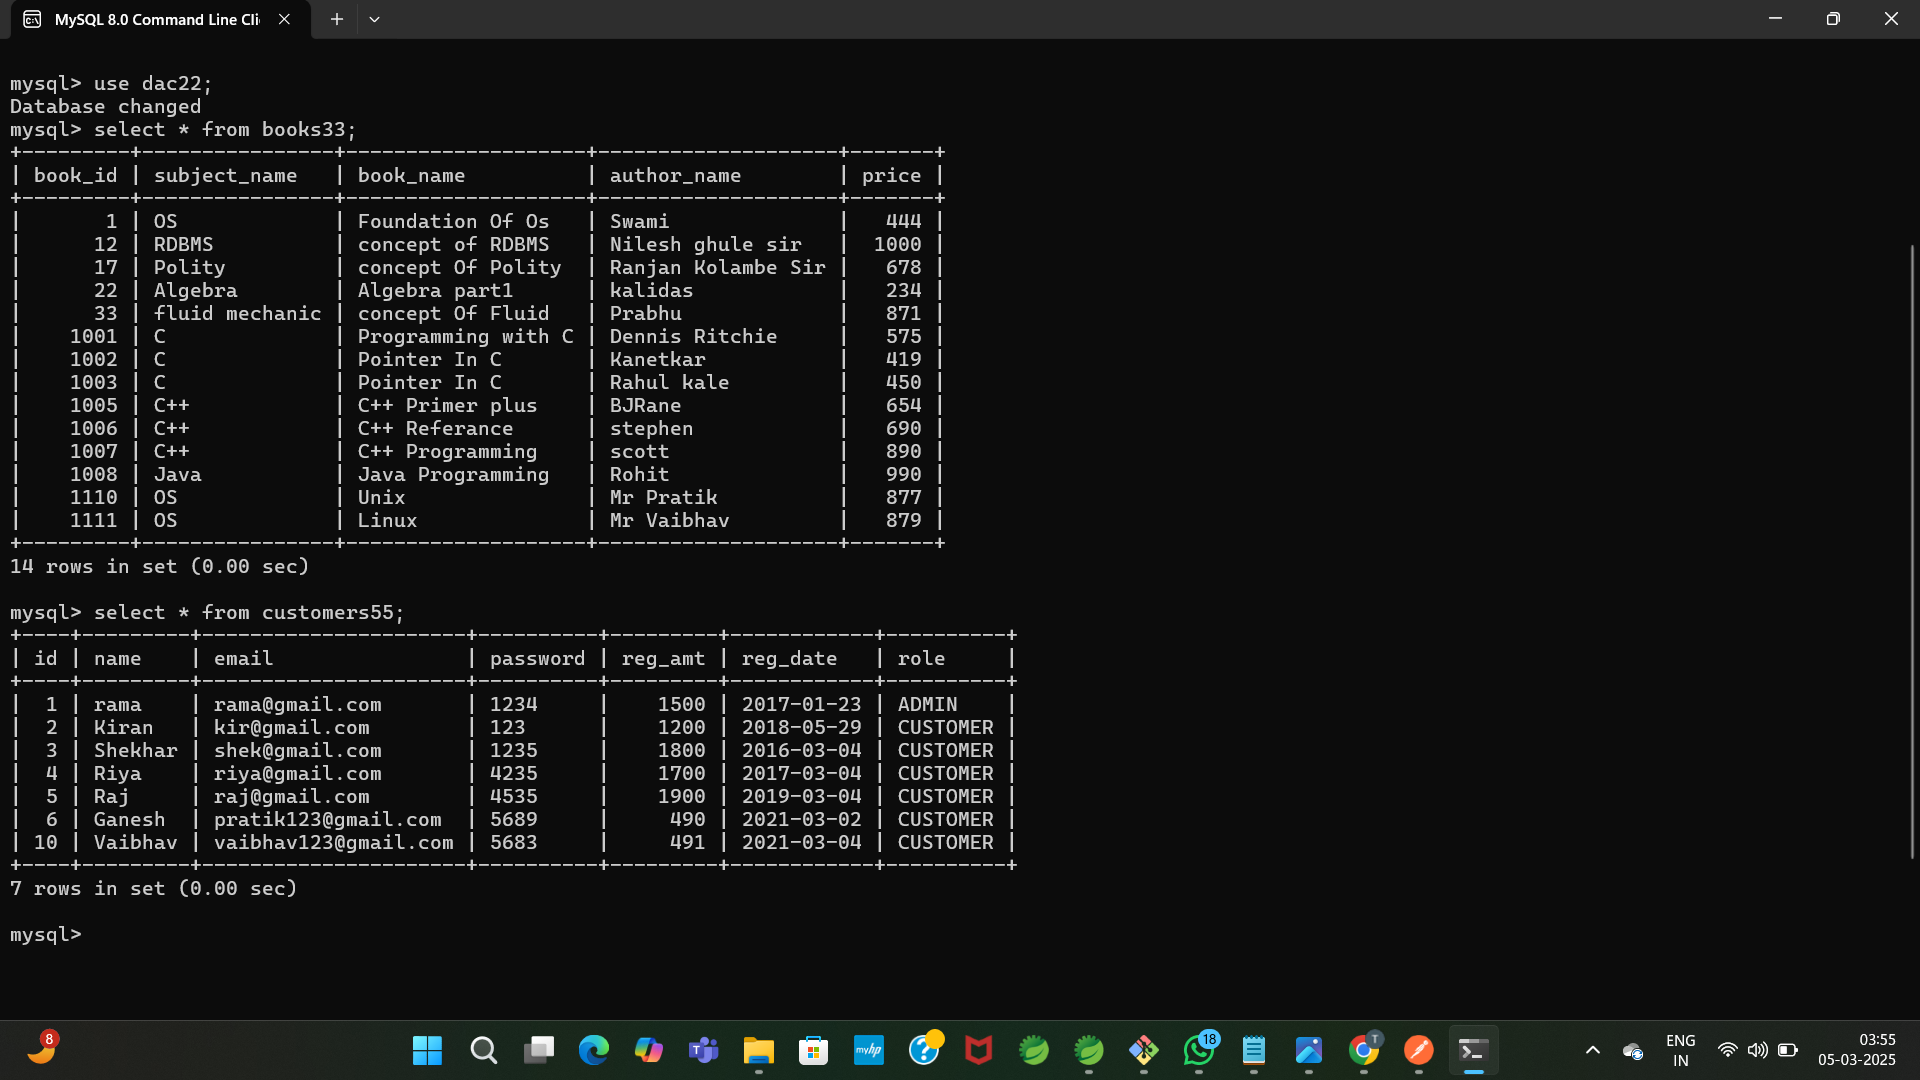 MySQL 8.0 Command Line Cli
mysql> use dac22;
Database changed
mysql> select * from books33;
+---------+----------------+--------------------+--------------------+-------+
| book_id | subject_name   | book_name          | author_name        | price |
+---------+----------------+--------------------+--------------------+-------+
|       1 | OS             | Foundation Of Os   | Swami              |   444 |
|      12 | RDBMS          | concept of RDBMS   | Nilesh ghule sir   |  1000 |
|      17 | Polity         | concept Of Polity  | Ranjan Kolambe Sir |   678 |
|      22 | Algebra        | Algebra part1      | kalidas            |   234 |
|      33 | fluid mechanic | concept Of Fluid   | Prabhu             |   871 |
|    1001 | C              | Programming with C | Dennis Ritchie     |   575 |
|    1002 | C              | Pointer In C       | Kanetkar           |   419 |
|    1003 | C              | Pointer In C       | Rahul kale         |   450 |
|    1005 | C++            | C++ Primer plus    | BJRane             |   654 |
|    1006 | C++            | C++ Referance      | stephen            |   690 |
|    1007 | C++            | C++ Programming    | scott              |   890 |
|    1008 | Java           | Java Programming   | Rohit              |   990 |
|    1110 | OS             | Unix               | Mr Pratik          |   877 |
|    1111 | OS             | Linux              | Mr Vaibhav         |   879 |
+---------+----------------+--------------------+--------------------+-------+
14 rows in set (0.00 sec)
mysql> select * from customers55;
+----+---------+----------------------+----------+---------+------------+----------+
| id | name    | email                | password | reg_amt | reg_date   | role     |
+----+---------+----------------------+----------+---------+------------+----------+
|  1 | rama    | rama@gmail.com       | 1234     |    1500 | 2017-01-23 | ADMIN    |
|  2 | Kiran   | kir@gmail.com        | 123      |    1200 | 2018-05-29 | CUSTOMER |
|  3 | Shekhar | shek@gmail.com       | 1235     |    1800 | 2016-03-04 | CUSTOMER |
|  4 | Riya    | riya@gmail.com       | 4235     |    1700 | 2017-03-04 | CUSTOMER |
|  5 | Raj     | raj@gmail.com        | 4535     |    1900 | 2019-03-04 | CUSTOMER |
|  6 | Ganesh  | pratik123@gmail.com  | 5689     |     490 | 2021-03-02 | CUSTOMER |
| 10 | Vaibhav | vaibhav123@gmail.com | 5683     |     491 | 2021-03-04 | CUSTOMER |
+----+---------+----------------------+----------+---------+------------+----------+
7 rows in set (0.00 sec)
mysql>
8
myhp
18
T
ENG
IN
03:55
05-03-2025